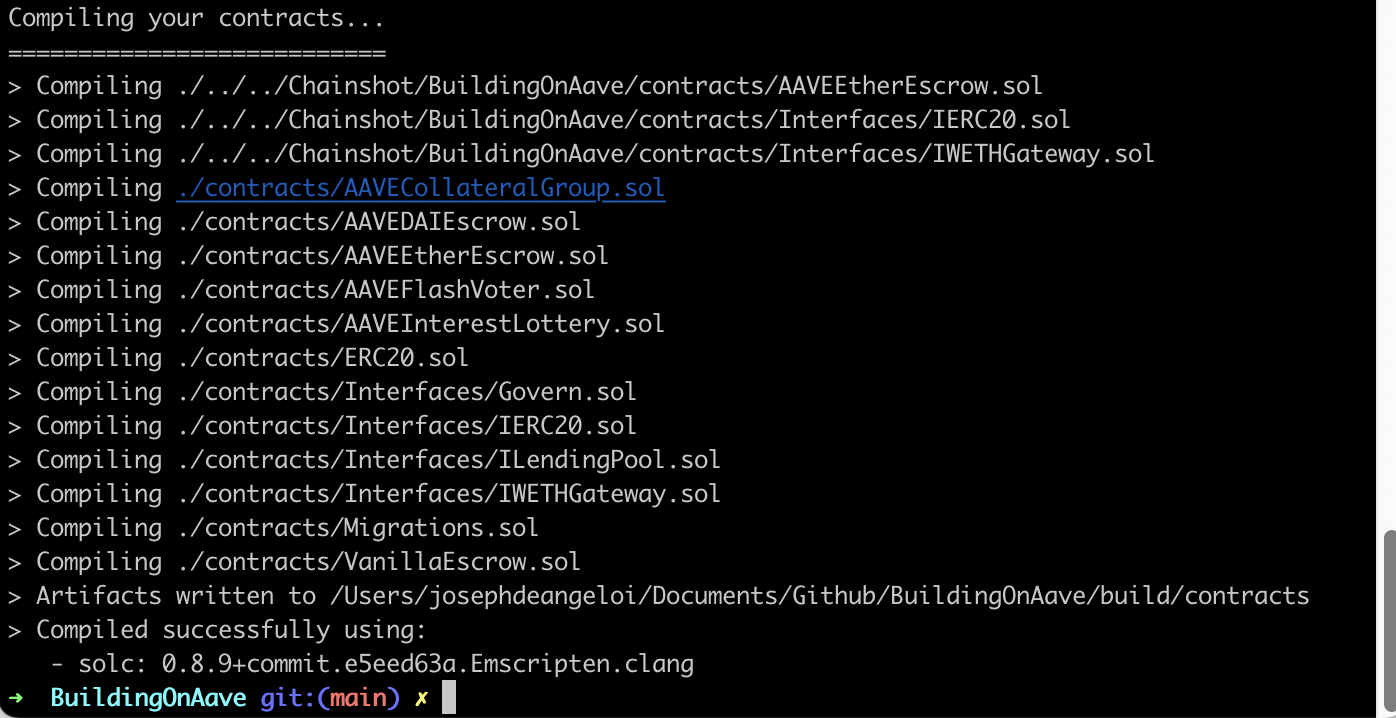 Compiling your contracts...
===========================
> Compiling ./../../Chainshot/BuildingOnAave/contracts/AAVEEtherEscrow.sol
> Compiling ./../../Chainshot/BuildingOnAave/contracts/Interfaces/IERC20.sol
> Compiling ./../../Chainshot/BuildingOnAave/contracts/Interfaces/IWETHGateway.sol
> Compiling ./contracts/AAVECollateralGroup.sol
> Compiling ./contracts/AAVEDAIEscrow.sol
> Compiling ./contracts/AAVEEtherEscrow.sol
> Compiling ./contracts/AAVEFlashVoter.sol
> Compiling ./contracts/AAVEInterestLottery.sol
> Compiling ./contracts/ERC20.sol
> Compiling ./contracts/Interfaces/Govern.sol
> Compiling ./contracts/Interfaces/IERC20.sol
> Compiling ./contracts/Interfaces/ILendingPool.sol
> Compiling ./contracts/Interfaces/IWETHGateway.sol
> Compiling ./contracts/Migrations.sol
> Compiling ./contracts/VanillaEscrow.sol
> Artifacts written to /Users/josephdeangeloi/Documents/Github/BuildingOnAave/build/contracts
> Compiled successfully using:
   - solc: 0.8.9+commit.e5eed63a.Emscripten.clang
➜  BuildingOnAave git:(main) ✗